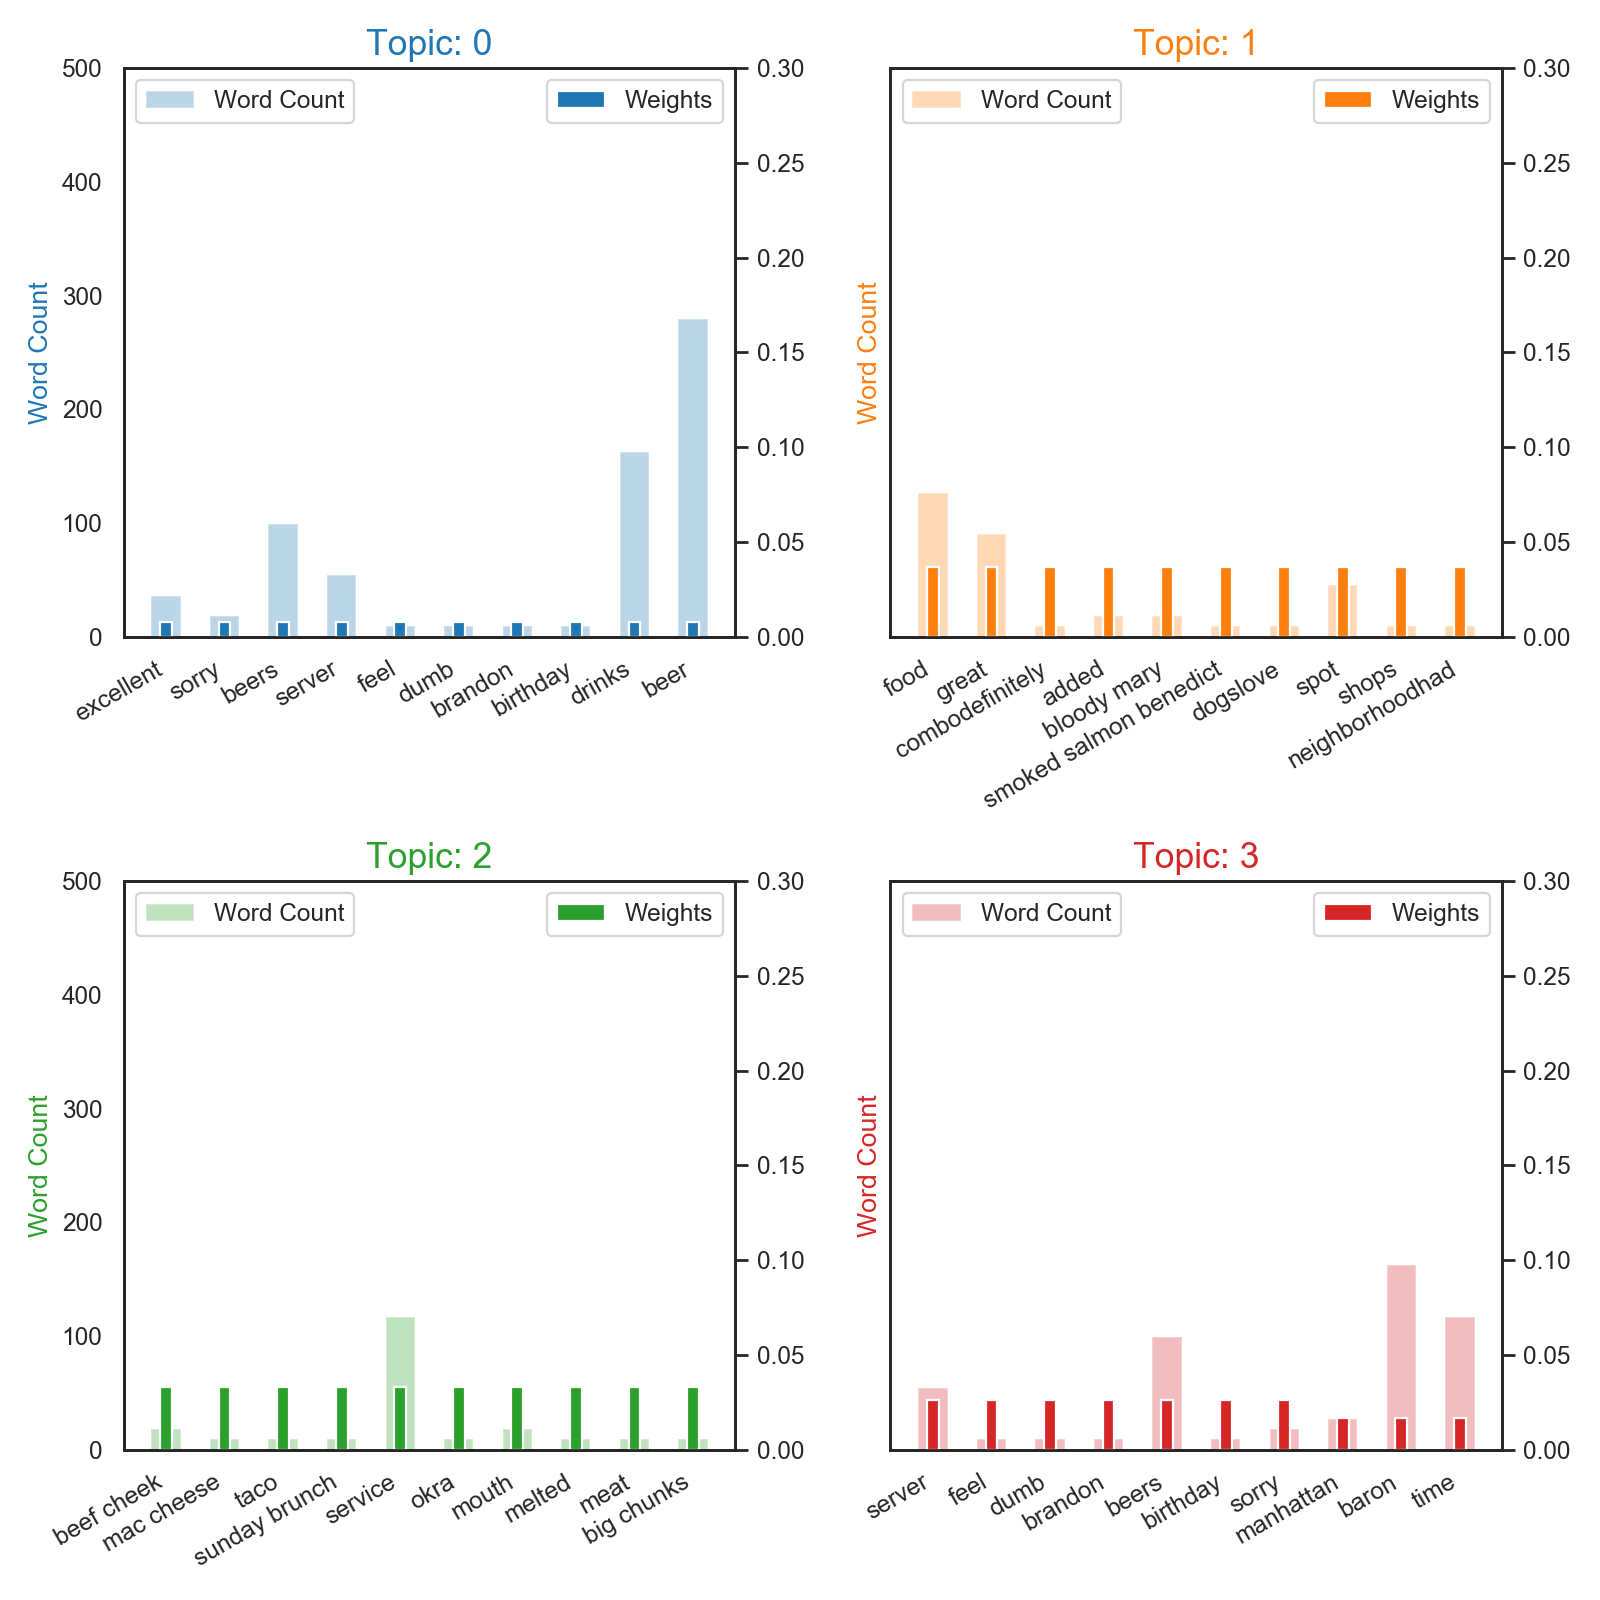 Topic: 0
Word Count
Weights
Word Count
500
400
300
200
100
0
0.30
0.25
0.20
0.15
0.10
0.05
0.00
excellent
sorry
beers
server
feel
dumb
brandon
birthday
drinks
beer
Topic: 1
Word Count
Weights
Word Count
0.30
0.25
0.20
0.15
0.10
0.05
0.00
food
great
combodefinitely
added
bloody mary
smoked salmon benedict
dogslove
spot
shops
neighborhoodhad
Topic: 2
Word Count
Weights
Word Count
500
400
300
200
100
0
0.30
0.25
0.20
0.15
0.10
0.05
0.00
beef cheek
mac cheese
taco
sunday brunch
service
okra
mouth
melted
meat
big chunks
Topic: 3
Word Count
Weights
Word Count
0.30
0.25
0.20
0.15
0.10
0.05
0.00
server
feel
dumb
brandon
beers
birthday
sorry
manhattan
baron
time